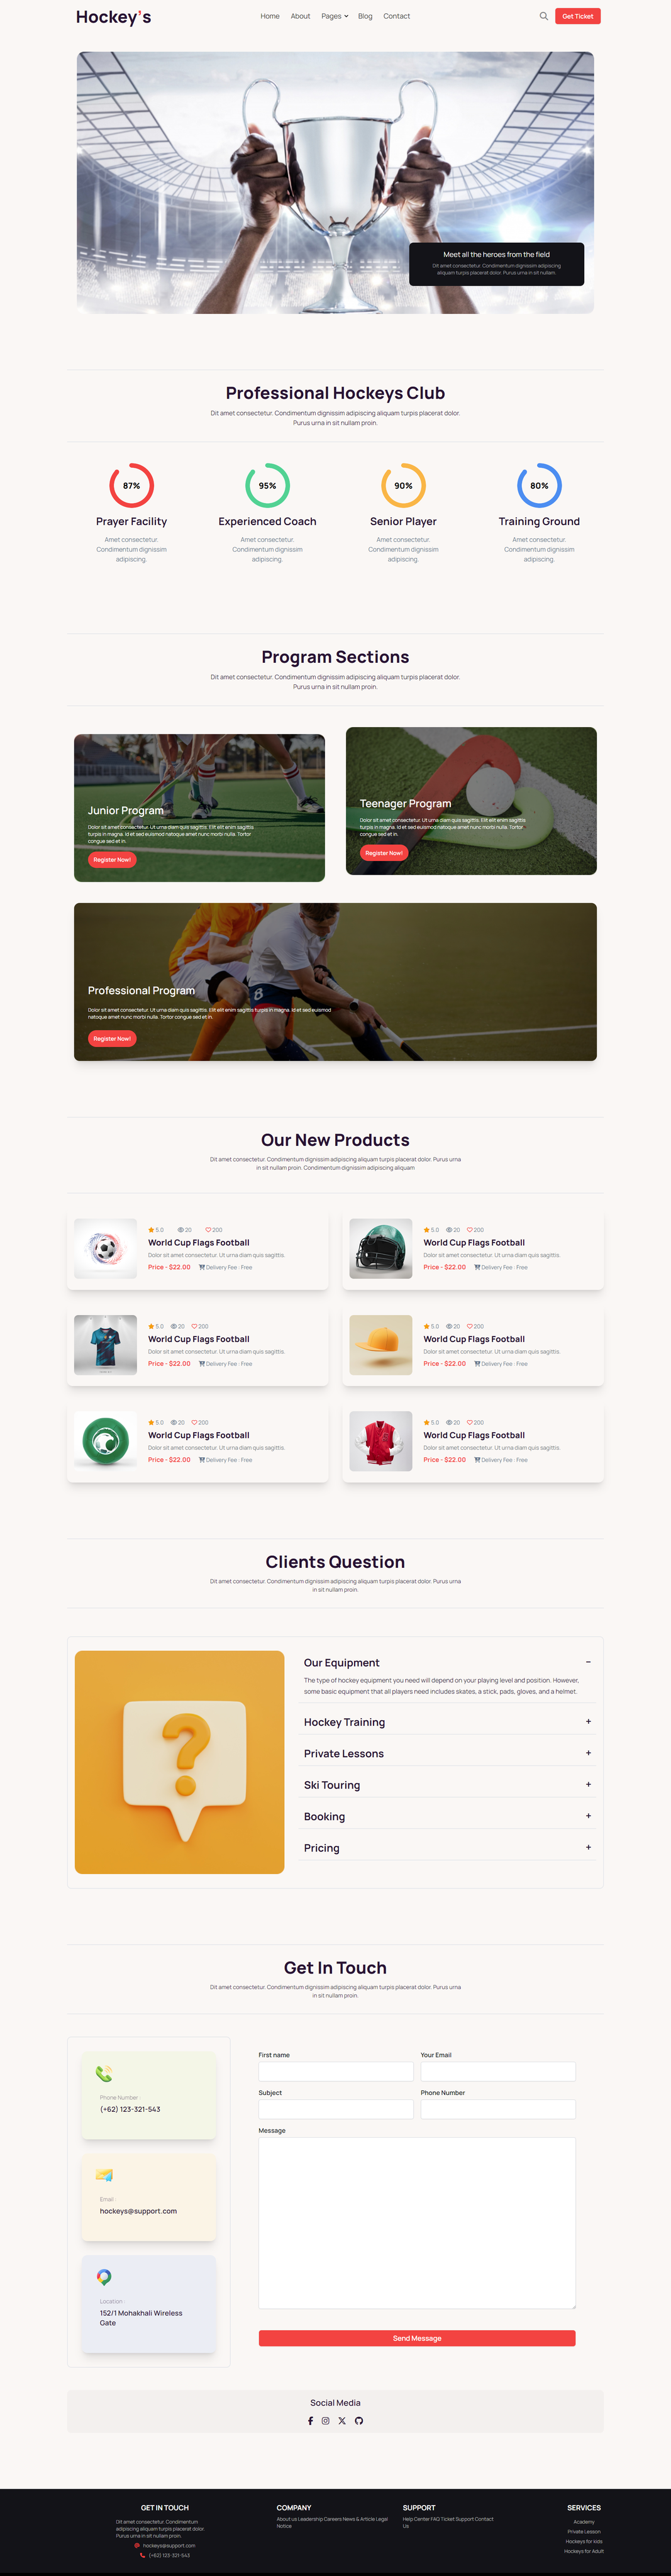 Hockey's
Home About Pages Blog Contact
Get Ticket
Meet all the heroes from the field
Dit amet consectetur. Condimentum dignissim adipiscing
aliquam turpis placerat dolor. Purus urna in sit nullam.
Professional Hockeys Club
Dit amet consectetur. Condimentum dignissim adipiscing aliquam turpis placerat dolor.
Purus urna in sit nullam proin.
87%
Prayer Facility
Amet consectetur.
Condimentum dignissim
adipiscing.
95%
Experienced Coach
Amet consectetur.
Condimentum dignissim
adipiscing.
90%
Senior Player
Amet consectetur.
Condimentum dignissim
adipiscing.
80%
Training Ground
Amet consectetur.
Condimentum dignissim
adipiscing.
Program Sections
Dit amet consectetur. Condimentum dignissim adipiscing aliquam turpis placerat dolor.
Purus urna in sit nullam proin.
Junior Program
Dolor sit amet consectetur. Ut urna diam quis sagittis. Elit elit enim sagittis
turpis in magna. Id et sed euismod natoque amet nunc morbi nulla. Tortor
congue sed et in.
Register Now!
Teenager Program
Dolor sit amet consectetur. Ut urna diam quis sagittis. Elit elit enim sagittis
turpis in magna. Id et sed euismod natoque amet nunc morbi nulla. Tortor
congue sed et in.
Register Now!
Professional Program
Dolor sit amet consectetur. Ut urna diam quis sagittis. Elit elit enim sagittis turpis in magna. Id et sed euismod
natoque amet nunc morbi nulla. Tortor congue sed et in.
Register Now!
Our New Products
Dit amet consectetur. Condimentum dignissim adipiscing aliquam turpis placerat dolor. Purus urna
in sit nullam proin. Condimentum dignissim adipiscing aliquam
5.0 20 200
World Cup Flags Football
Dolor sit amet consectetur. Ut urna diam quis sagittis.
Price - $22.00 Delivery Fee : Free
5.0 20 200
World Cup Flags Football
Dolor sit amet consectetur. Ut urna diam quis sagittis.
Price - $22.00 Delivery Fee : Free
5.0 20 200
World Cup Flags Football
Dolor sit amet consectetur. Ut urna diam quis sagittis.
Price - $22.00 Delivery Fee : Free
5.0 20 200
World Cup Flags Football
Dolor sit amet consectetur. Ut urna diam quis sagittis.
Price - $22.00 Delivery Fee : Free
5.0 20 200
World Cup Flags Football
Dolor sit amet consectetur. Ut urna diam quis sagittis.
Price - $22.00 Delivery Fee : Free
5.0 20 200
World Cup Flags Football
Dolor sit amet consectetur. Ut urna diam quis sagittis.
Price - $22.00 Delivery Fee : Free
Clients Question
Dit amet consectetur. Condimentum dignissim adipiscing aliquam turpis placerat dolor. Purus urna
in sit nullam proin.
?
Our Equipment −
The type of hockey equipment you need will depend on your playing level and position. However,
some basic equipment that all players need includes skates, a stick, pads, gloves, and a helmet.
Hockey Training +
Private Lessons +
Ski Touring +
Booking +
Pricing +
Get In Touch
Dit amet consectetur. Condimentum dignissim adipiscing aliquam turpis placerat dolor. Purus urna
in sit nullam proin.
Phone Number :
(+62) 123-321-543
Email :
hockeys@support.com
Location :
152/1 Mohakhali Wireless
Gate
First name
Your Email
Subject
Phone Number
Message
Send Message
Social Media
GET IN TOUCH
Dit amet consectetur. Condimentum
adipiscing aliquam turpis placerat dolor.
Purus urna in sit nullam proin.
hockeys@support.com
(+62) 123-321-543
COMPANY
About us Leadership Careers News & Article Legal
Notice
SUPPORT
Help Center FAQ Ticket Support Contact
Us
SERVICES
Academy
Private Lesson
Hockeys for kids
Hockeys for Adult